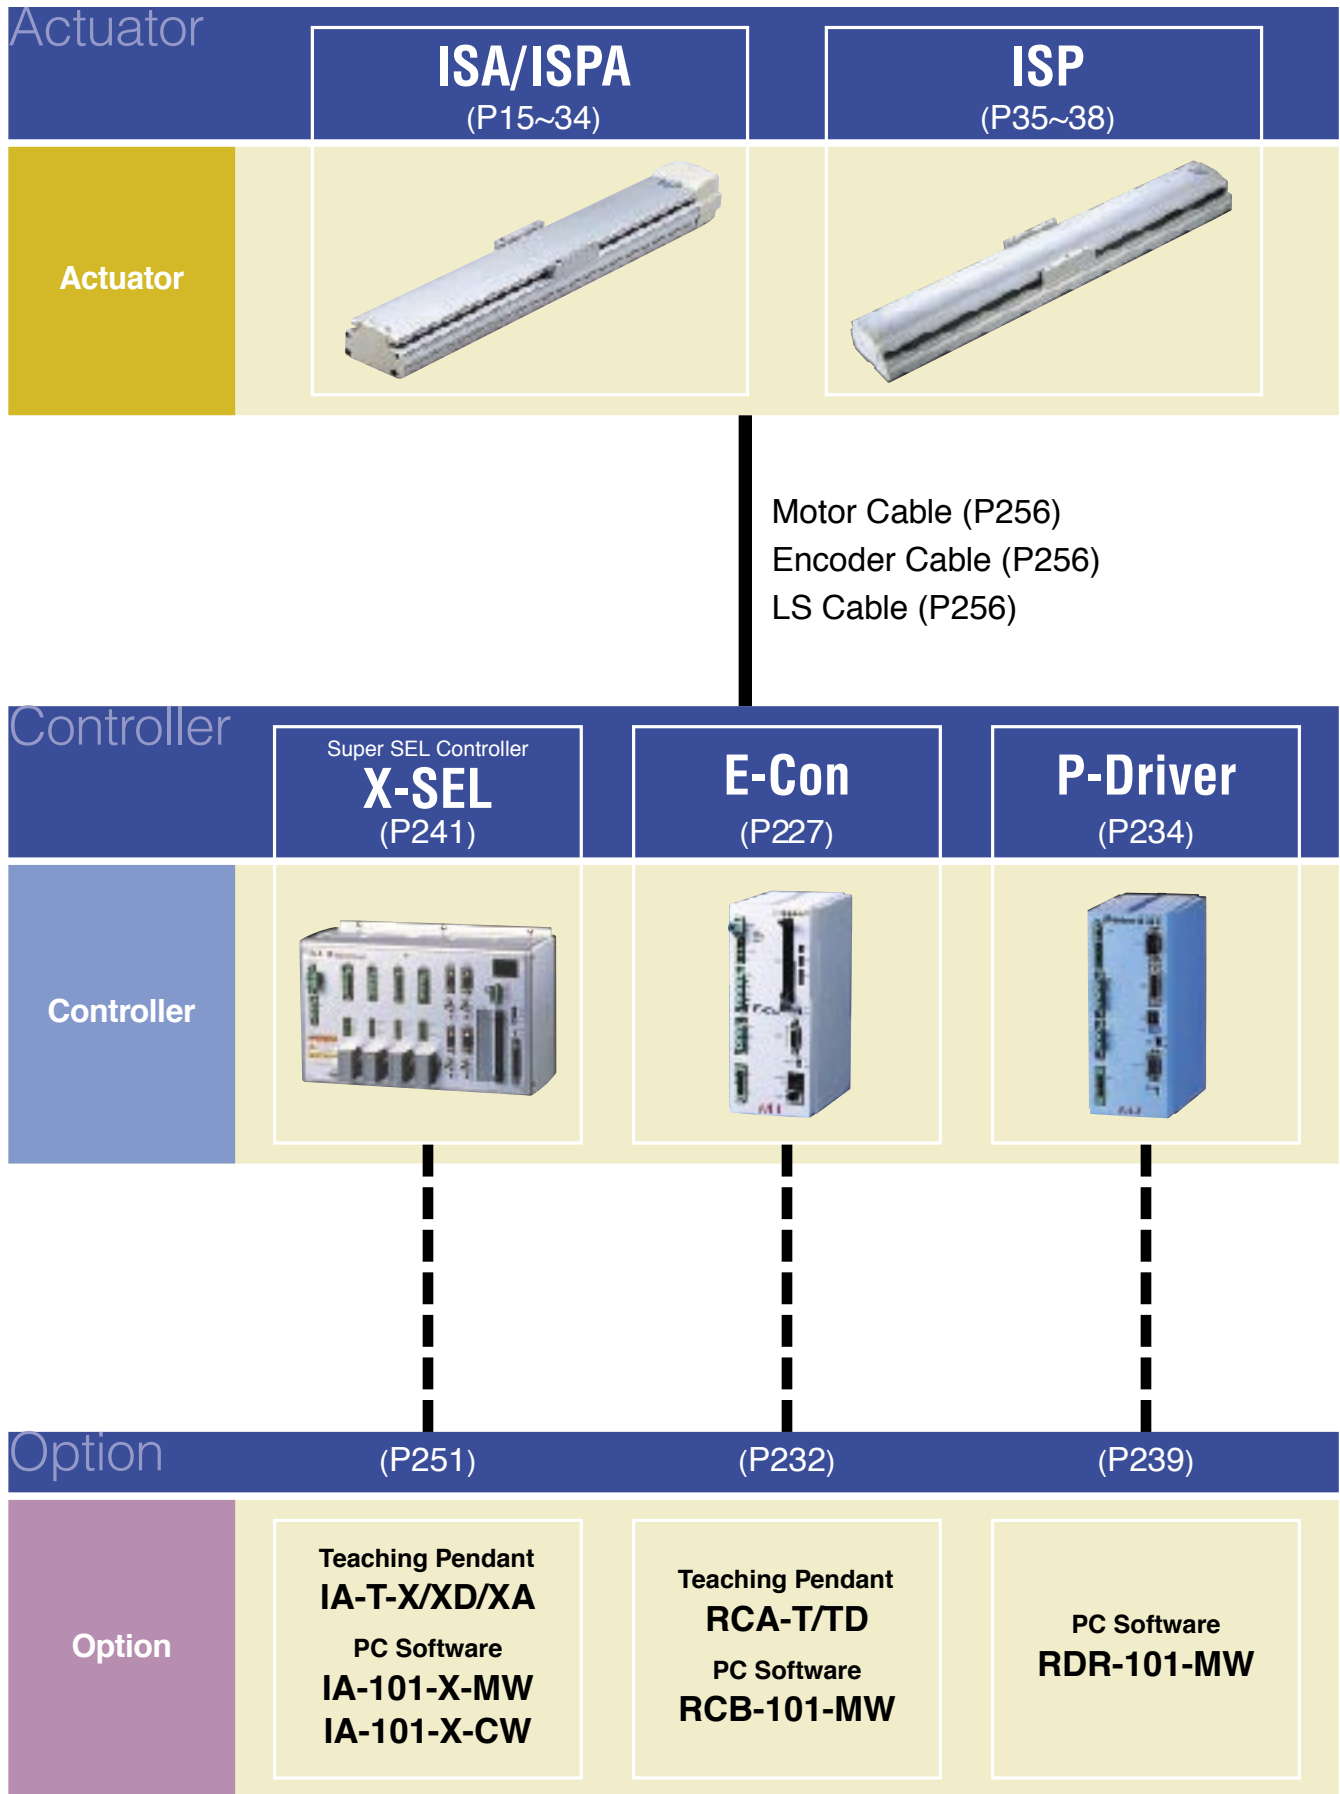 Actuator
ISA/ISPA
(P15~34)
ISP
(P35~38)
Actuator
Motor Cable (P256)
Encoder Cable (P256)
LS Cable (P256)
Controller
Super SEL Controller
X-SEL
(P241)
E-Con
(P227)
P-Driver
(P234)
Controller
Option
(P251)
(P232)
(P239)
Option
Teaching Pendant
IA-T-X/XD/XA
PC Software
IA-101-X-MW
IA-101-X-CW
Teaching Pendant
RCA-T/TD
PC Software
RCB-101-MW
PC Software
RDR-101-MW